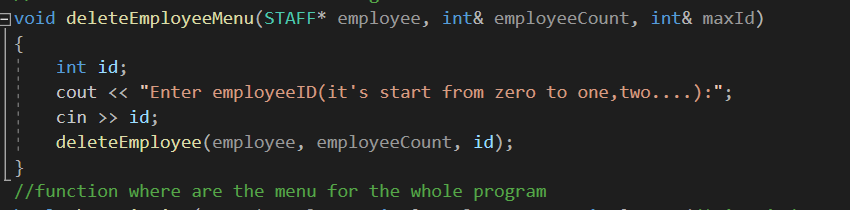 void deleteEmployeeMenu(STAFF* employee, int& employeeCount, int& maxId)
{
int id;
cout << "Enter employeeID(it's start from zero to one,two....):";
cin >> id;
deleteEmployee(employee, employeeCount, id);
}
//function where are the menu for the whole program